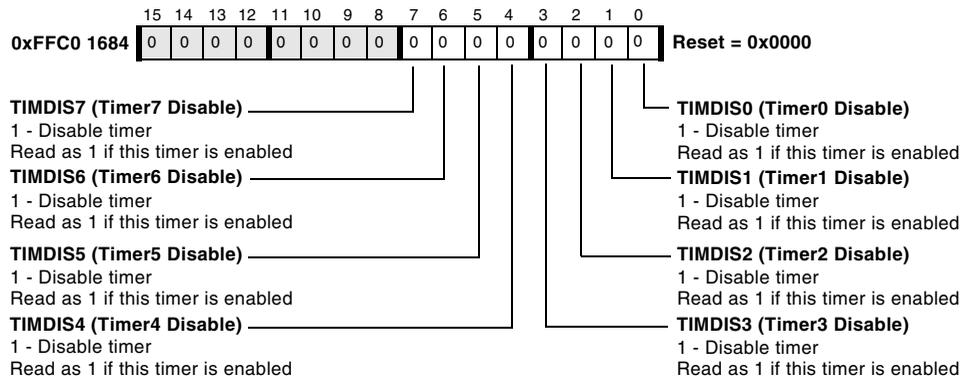 15 14 13 12 11 10 9 8 7 6 5 4 3 2 1 0
0xFFC0 1684 0 0 0 0 0 0 0 0 0 0 0 0 0 0 0 0 Reset = 0x0000
TIMDIS7 (Timer7 Disable)
1 - Disable timer
Read as 1 if this timer is enabled
TIMDIS6 (Timer6 Disable)
1 - Disable timer
Read as 1 if this timer is enabled
TIMDIS5 (Timer5 Disable)
1 - Disable timer
Read as 1 if this timer is enabled
TIMDIS4 (Timer4 Disable)
1 - Disable timer
Read as 1 if this timer is enabled
TIMDIS0 (Timer0 Disable)
1 - Disable timer
Read as 1 if this timer is enabled
TIMDIS1 (Timer1 Disable)
1 - Disable timer
Read as 1 if this timer is enabled
TIMDIS2 (Timer2 Disable)
1 - Disable timer
Read as 1 if this timer is enabled
TIMDIS3 (Timer3 Disable)
1 - Disable timer
Read as 1 if this timer is enabled